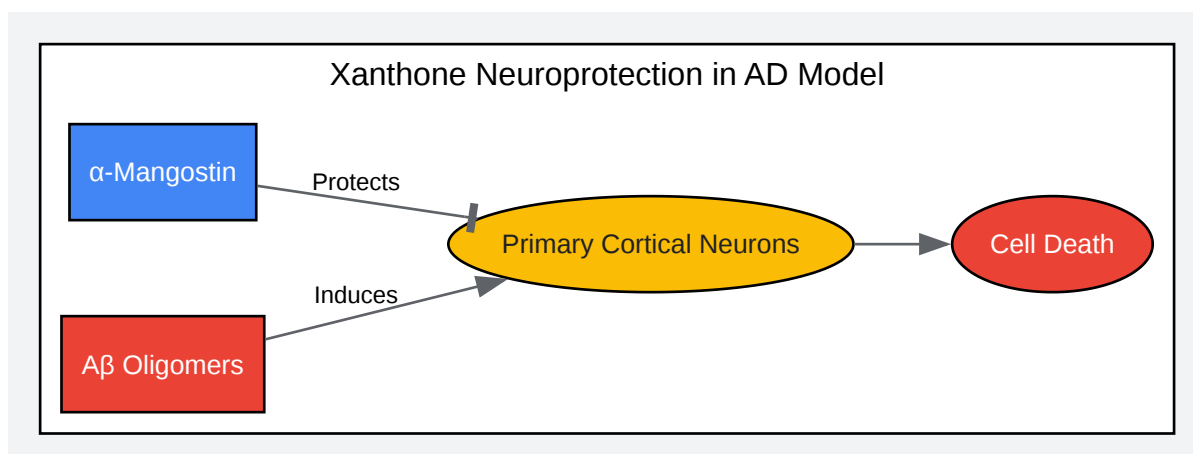 Xanthone Neuroprotection in AD Model
α-Mangostin
Protects
Primary Cortical Neurons
Cell Death
Induces
Aβ Oligomers